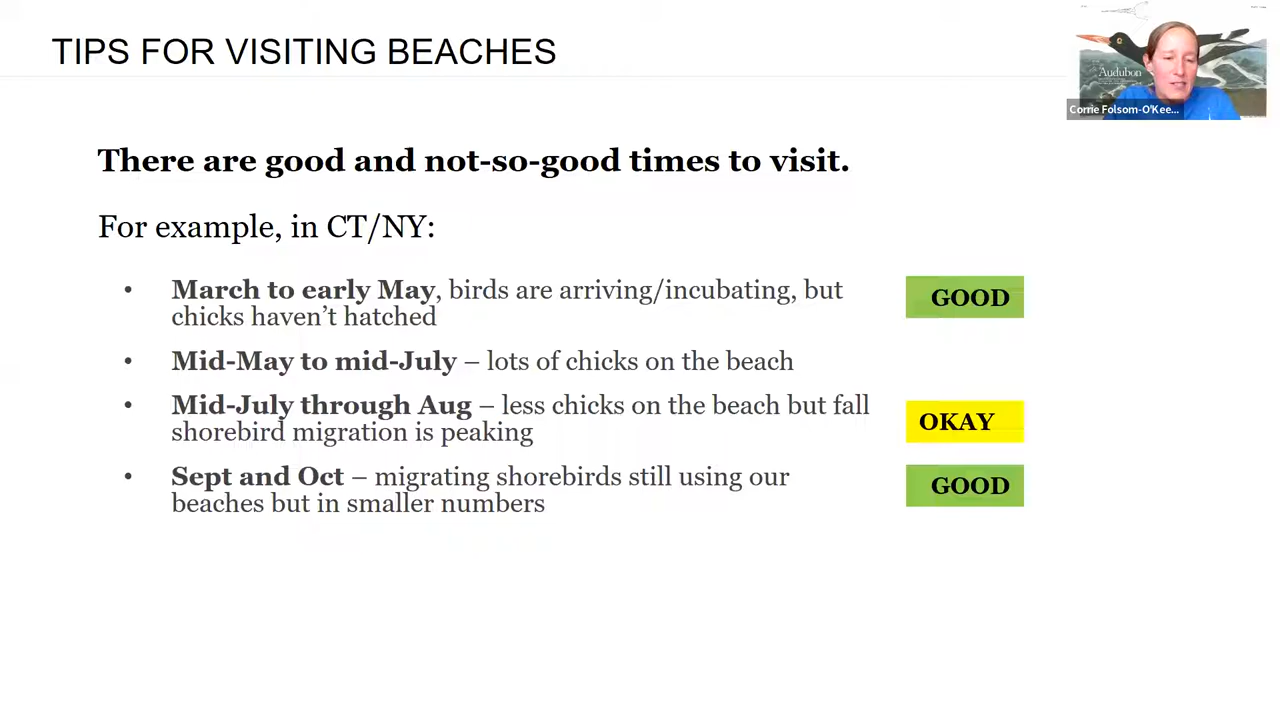 TIPS FOR VISITING BEACHES
Audubon
Corrie Folsom-O'Kee...
There are good and not-so-good times to visit.
For example, in CT/NY:
• March to early May, birds are arriving/incubating, but
chicks haven’t hatched
GOOD
• Mid-May to mid-July – lots of chicks on the beach
• Mid-July through Aug – less chicks on the beach but fall
shorebird migration is peaking
OKAY
• Sept and Oct – migrating shorebirds still using our
beaches but in smaller numbers
GOOD